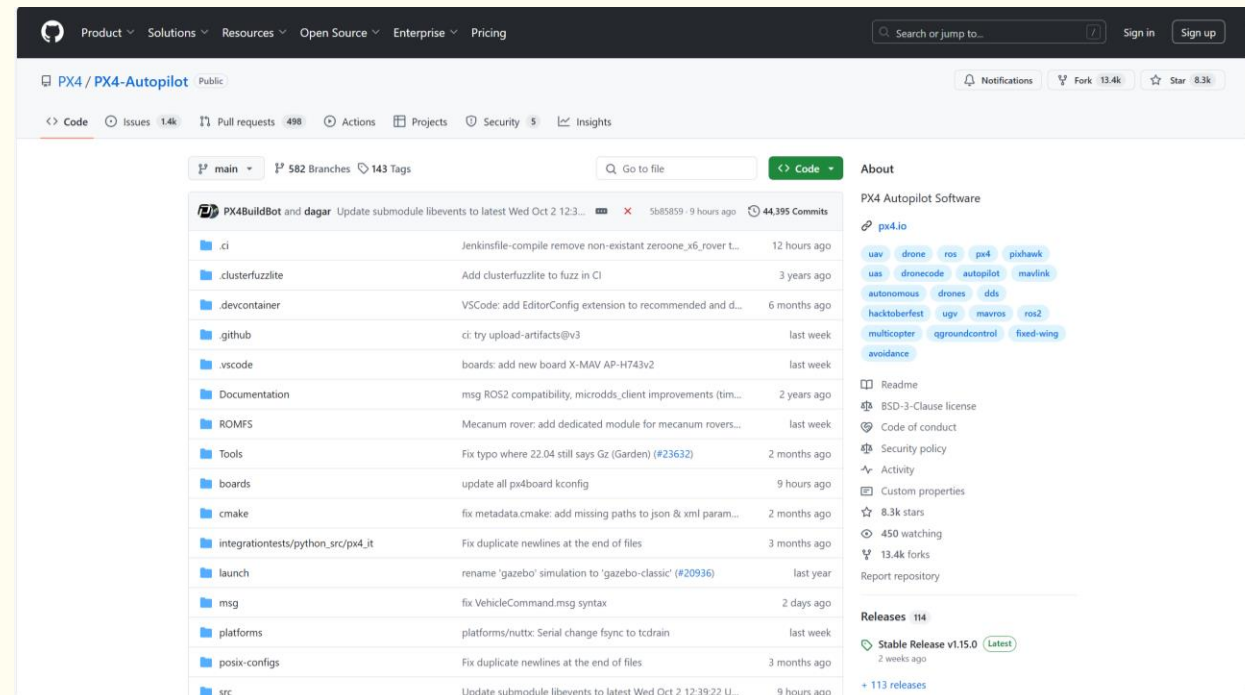 Product Solutions Resources Open Source Enterprise Pricing Search or jump to... / Sign in Sign up
PX4 / PX4-Autopilot Public Notifications Fork 13.4k Star 8.3k
Code Issues 1.4k Pull requests 498 Actions Projects Security 5 Insights
main 582 Branches 143 Tags Go to file Code
PX4BuildBot and dagar Update submodule libevents to latest Wed Oct 2 12:3... 5b85859 · 9 hours ago 44,395 Commits
.ci Jenkinsfile-compile remove non-existant zeroone_x6_rover t... 12 hours ago
.clusterfuzzlite Add clusterfuzzlite to fuzz in CI 3 years ago
.devcontainer VSCode: add EditorConfig extension to recommended and d... 6 months ago
.github ci: try upload-artifacts@v3 last week
.vscode boards: add new board X-MAV AP-H743v2 last week
Documentation msg ROS2 compatibility, microdds_client improvements (tim... 2 years ago
ROMFS Mecanum rover: add dedicated module for mecanum rovers... last week
Tools Fix typo where 22.04 still says Gz (Garden) (#23632) 2 months ago
boards update all px4board kconfig 9 hours ago
cmake fix metadata.cmake: add missing paths to json & xml param... 2 months ago
integrationtests/python_src/px4_it Fix duplicate newlines at the end of files 3 months ago
launch rename 'gazebo' simulation to 'gazebo-classic' (#20936) last year
msg fix VehicleCommand.msg syntax 2 days ago
platforms platforms/nuttx: Serial change fsync to tcdrain last week
posix-configs Fix duplicate newlines at the end of files 3 months ago
src Update submodule libevents to latest Wed Oct 2 12:39:22 U... 9 hours ago
About
PX4 Autopilot Software
px4.io
uav drone ros px4 pixhawk
uas dronecode autopilot mavlink
autonomous drones dds
hacktoberfest ugv mavros ros2
multicopter qgroundcontrol fixed-wing
avoidance
Readme
BSD-3-Clause license
Code of conduct
Security policy
Activity
Custom properties
8.3k stars
450 watching
13.4k forks
Report repository
Releases 114
Stable Release v1.15.0 Latest
2 weeks ago
+ 113 releases